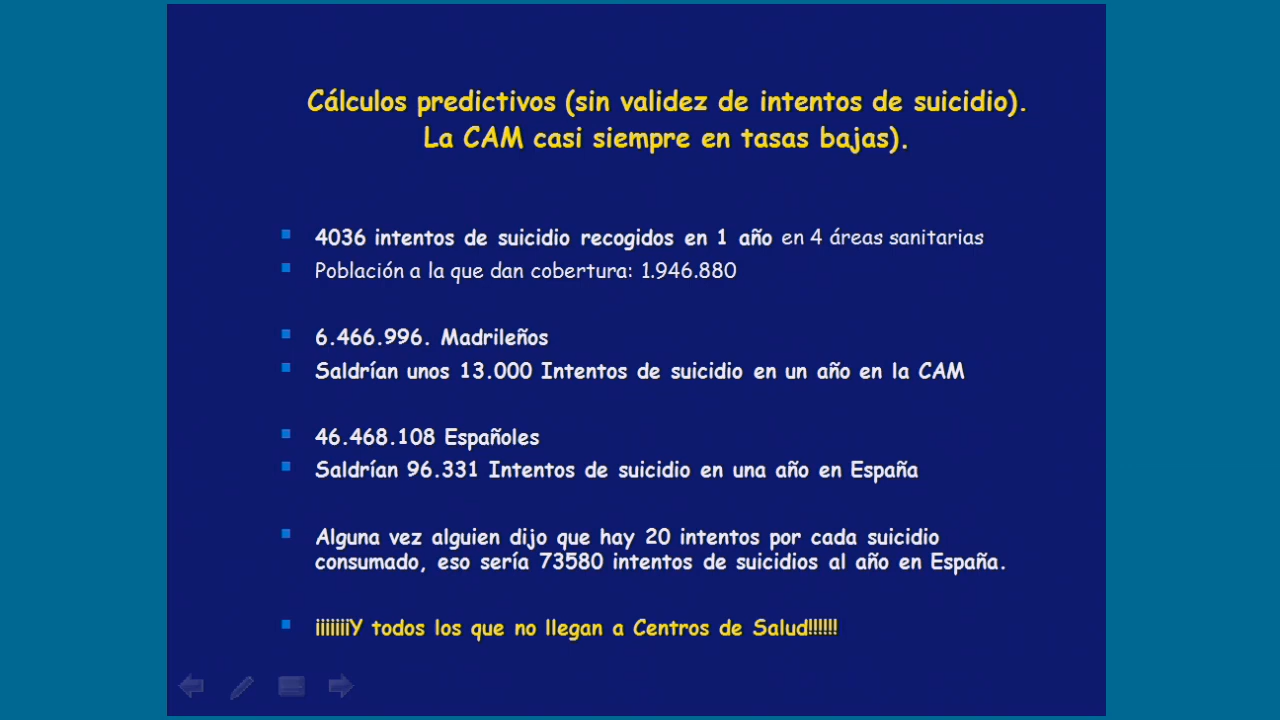 Cálculos predictivos (sin validez de intentos de suicidio).
La CAM casi siempre en tasas bajas).
4036 intentos de suicidio recogidos en 1 año en 4 áreas sanitarias
Población a la que dan cobertura: 1.946.880
6.466.996. Madrileños
Saldrían unos 13.000 Intentos de suicidio en un año en la CAM
46.468.108 Españoles
Saldrían 96.331 Intentos de suicidio en una año en España
Alguna vez alguien dijo que hay 20 intentos por cada suicidio
consumado, eso sería 73580 intentos de suicidios al año en España.
¡¡¡¡¡¡¡Y todos los que no llegan a Centros de Salud!!!!!!